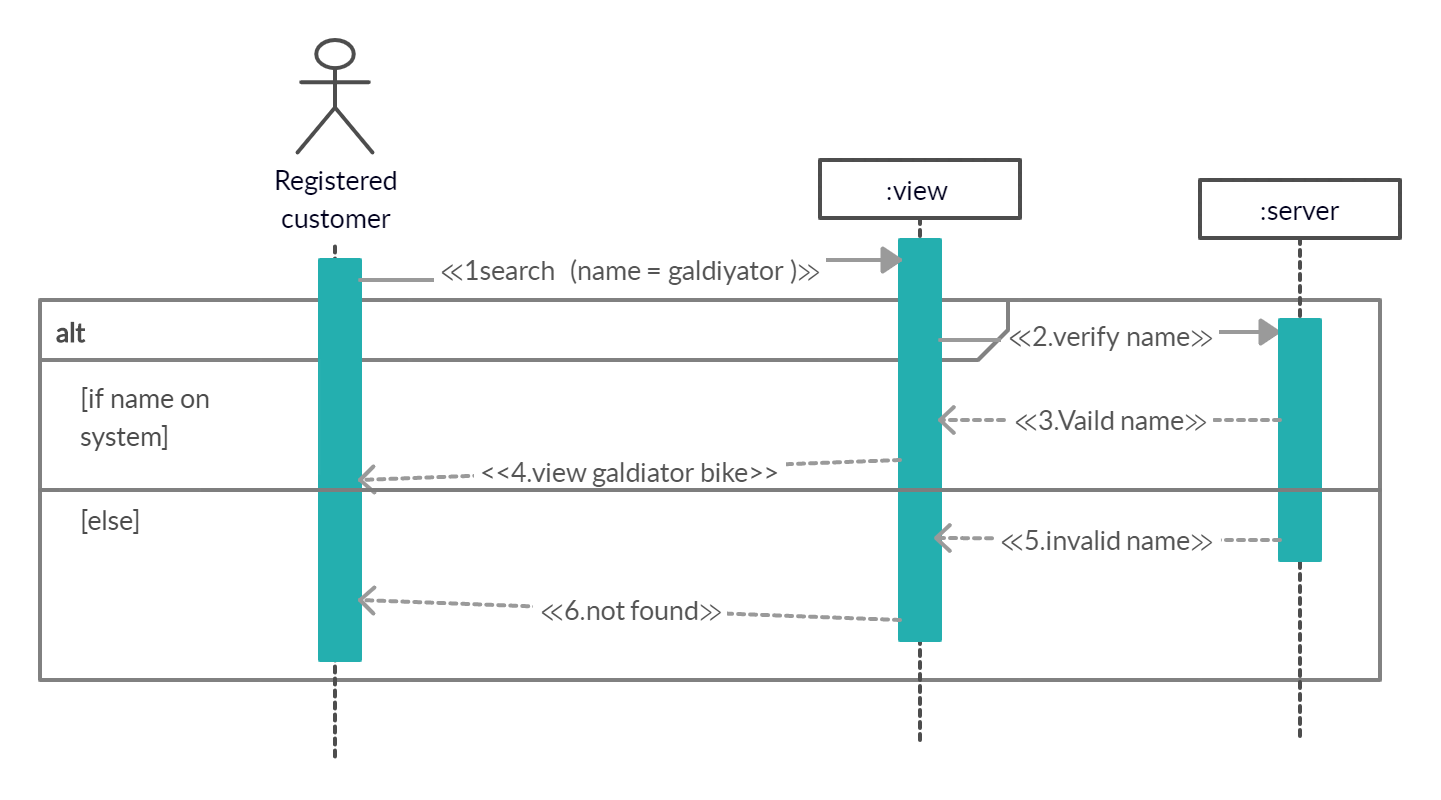 Registered
customer
:view
:server
≪1search (name = galdiyator )≫
alt
≪2.verify name≫
[if name on
system]
≪3.Vaild name≫
<<4.view galdiator bike>>
[else]
≪5.invalid name≫
≪6.not found≫